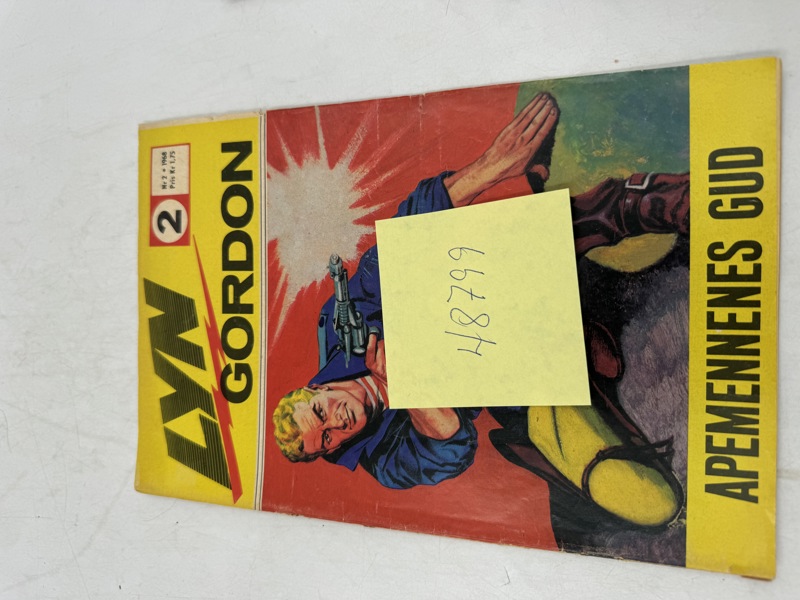 LYN
GORDON
2
Nr 2 • 1968
Pris Kr 1,75
48799
APEMENNENES GUD